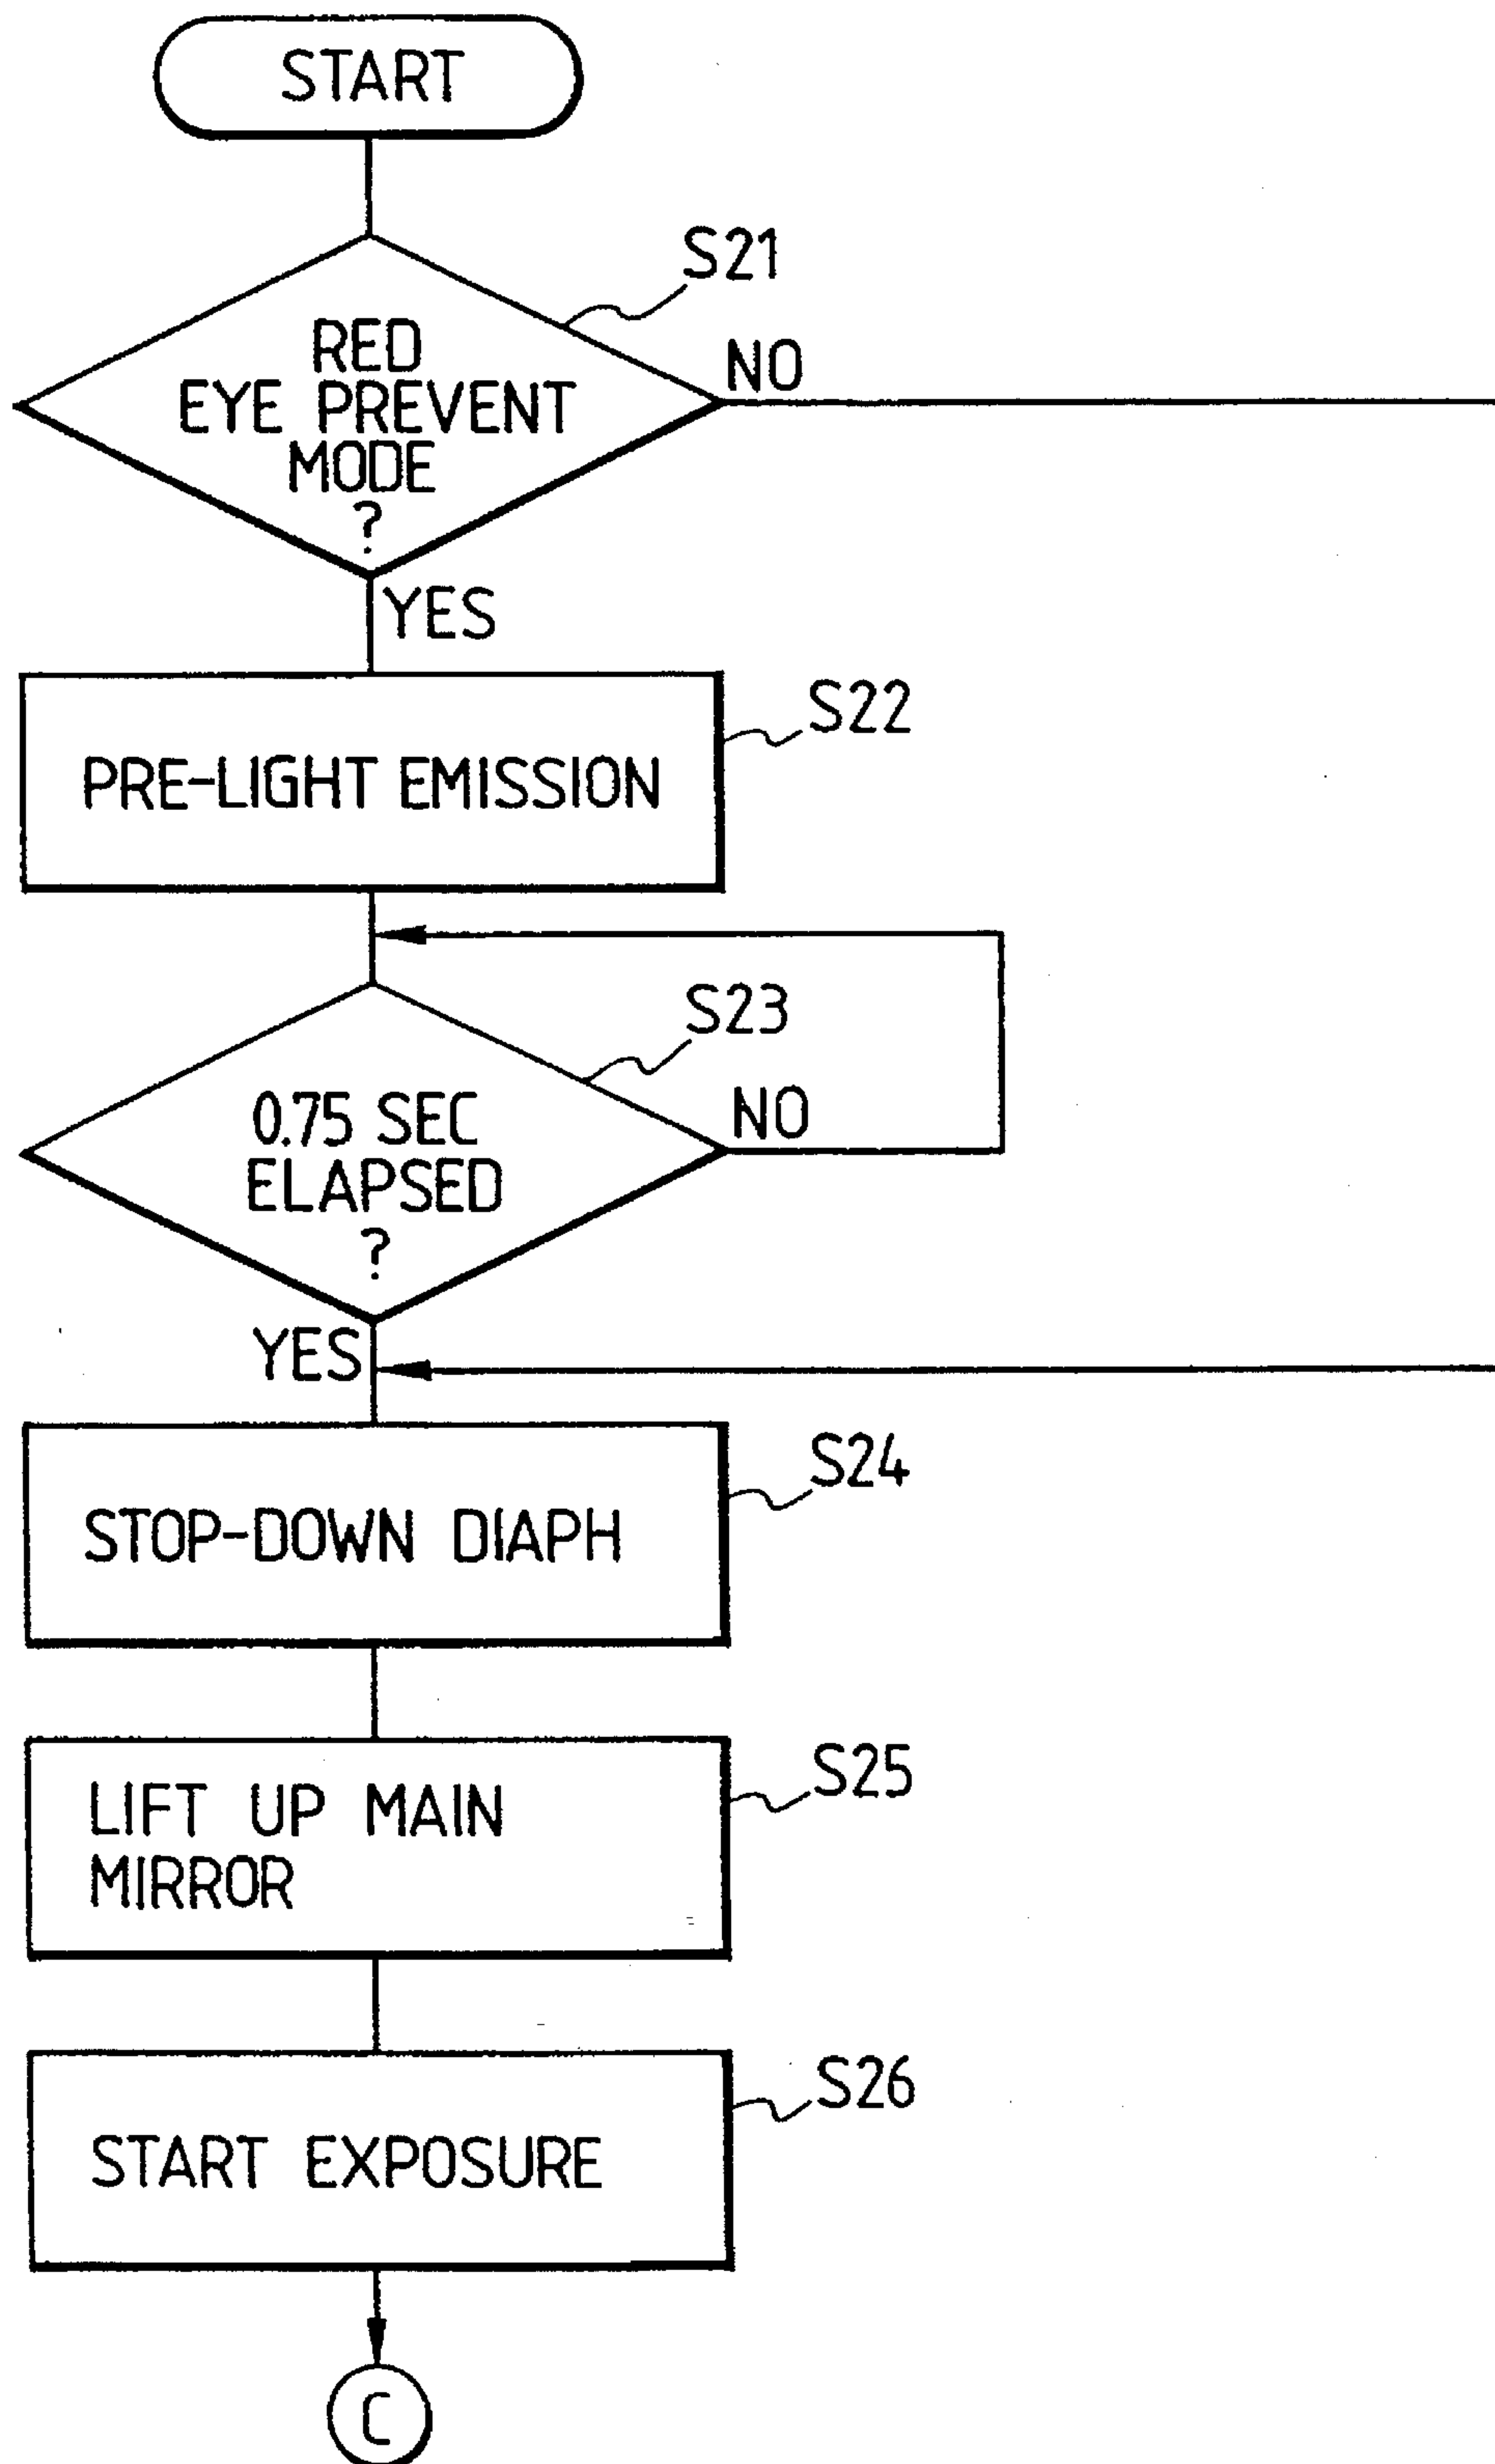 START
S21
RED
EYE PREVENT
MODE
?
NO
YES
S22
PRE-LIGHT EMISSION
S23
0.75 SEC
ELAPSED
?
NO
YES
S24
STOP-DOWN DIAPH
S25
LIFT UP MAIN
MIRROR
S26
START EXPOSURE
C